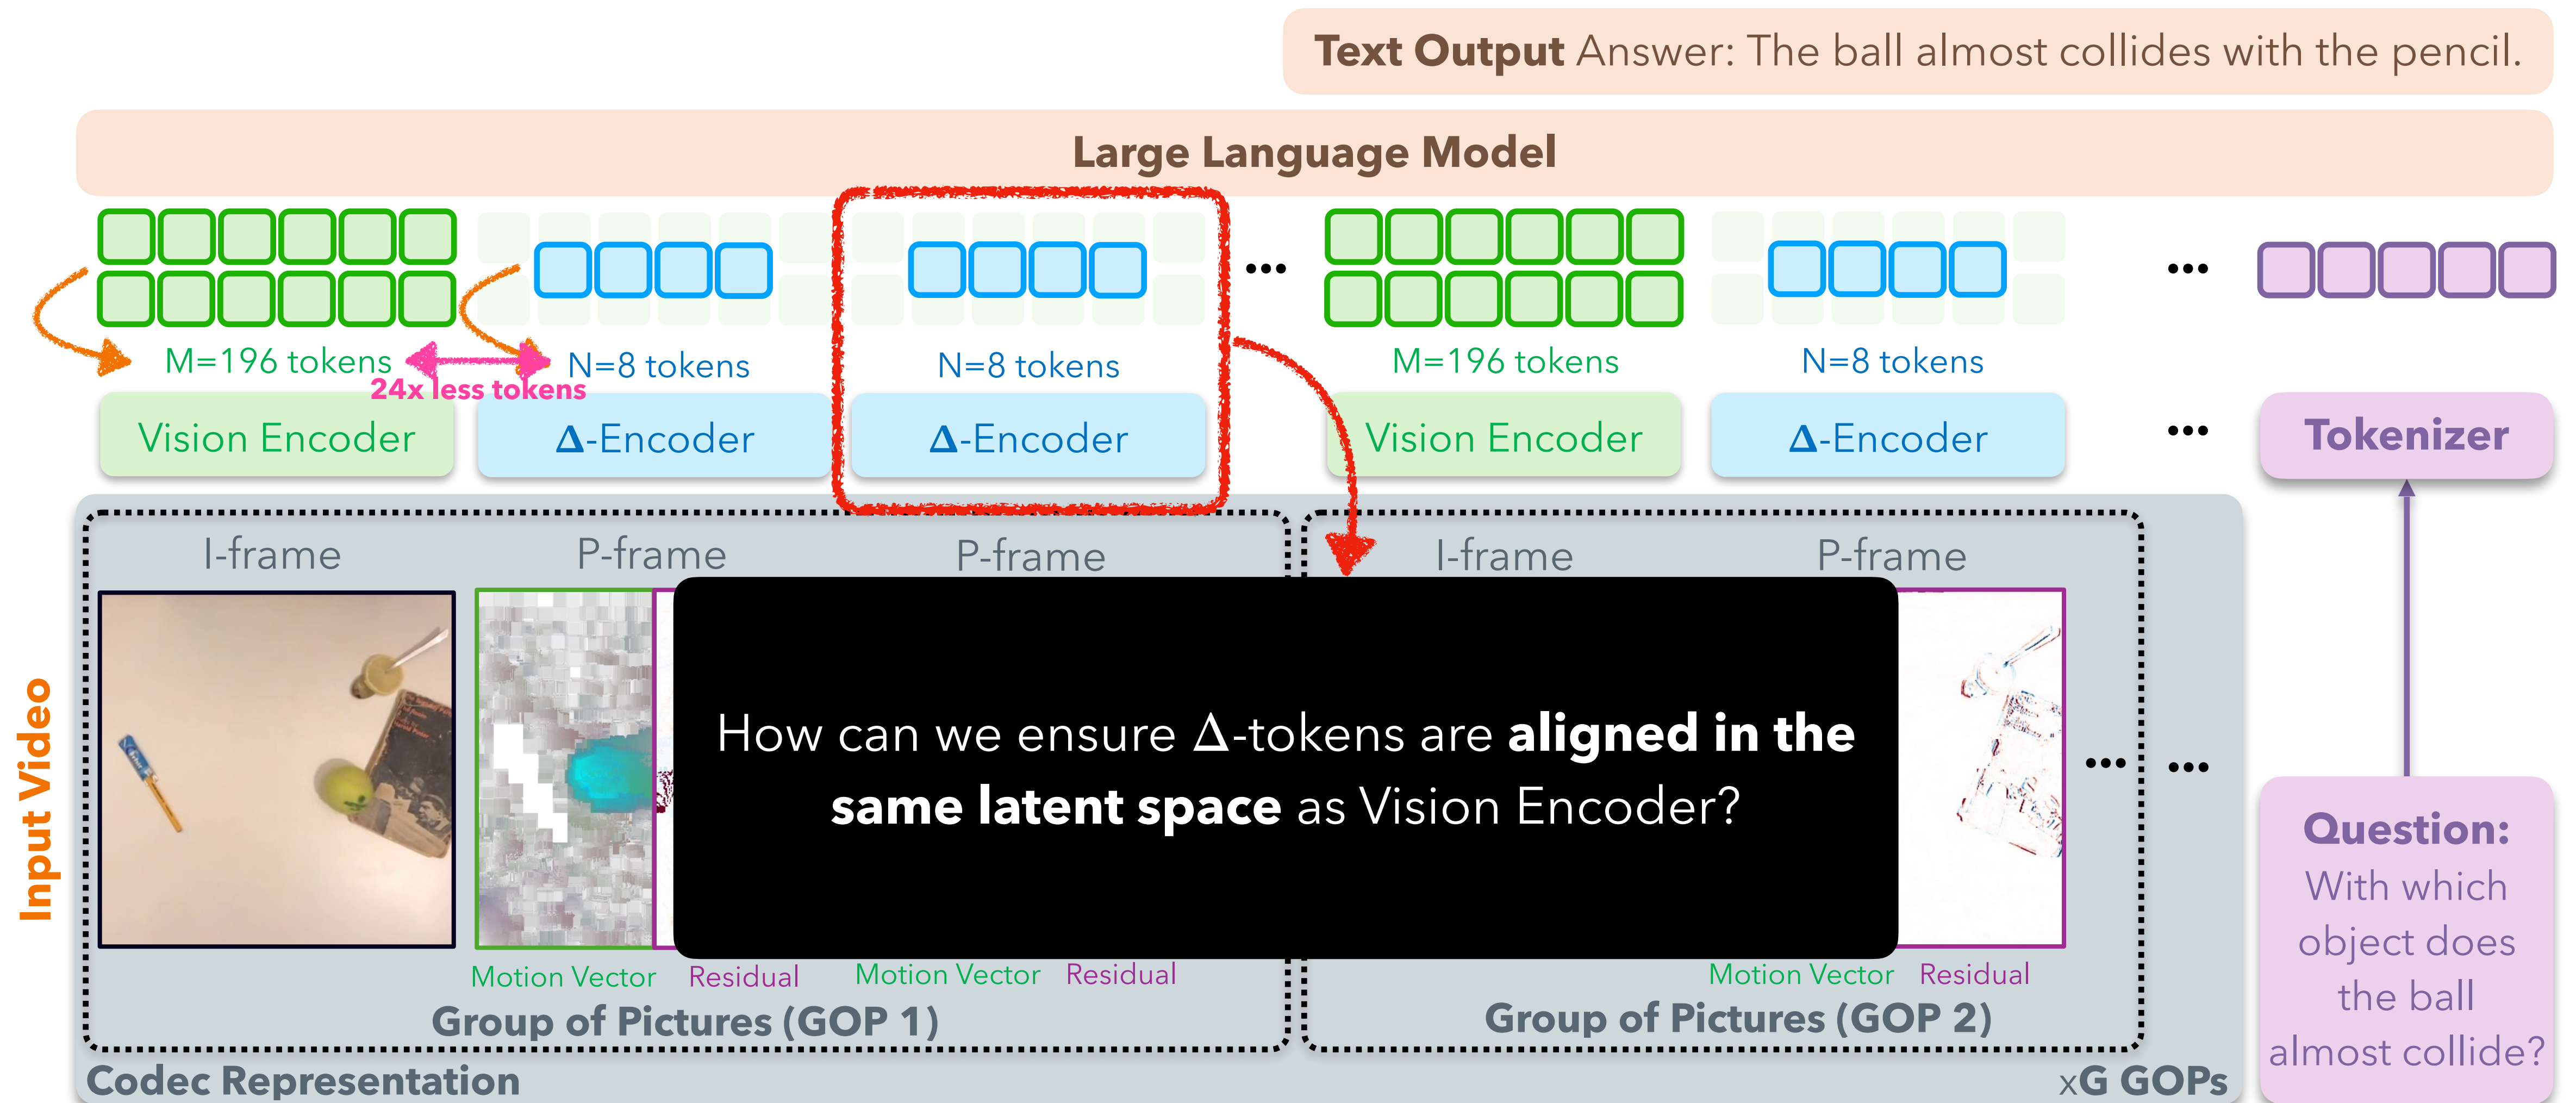 Text Output Answer: The ball almost collides with the pencil.
Large Language Model
M=196 tokens
24x less tokens
N=8 tokens
N=8 tokens
M=196 tokens
N=8 tokens
Vision Encoder
Δ-Encoder
Δ-Encoder
Vision Encoder
Δ-Encoder
Tokenizer
Input Video
I-frame
P-frame
P-frame
I-frame
P-frame
How can we ensure Δ-tokens are aligned in the
same latent space as Vision Encoder?
Motion Vector
Residual
Motion Vector
Residual
Motion Vector
Residual
Group of Pictures (GOP 1)
Group of Pictures (GOP 2)
Codec Representation
xG GOPs
Question:
With which
object does
the ball
almost collide?